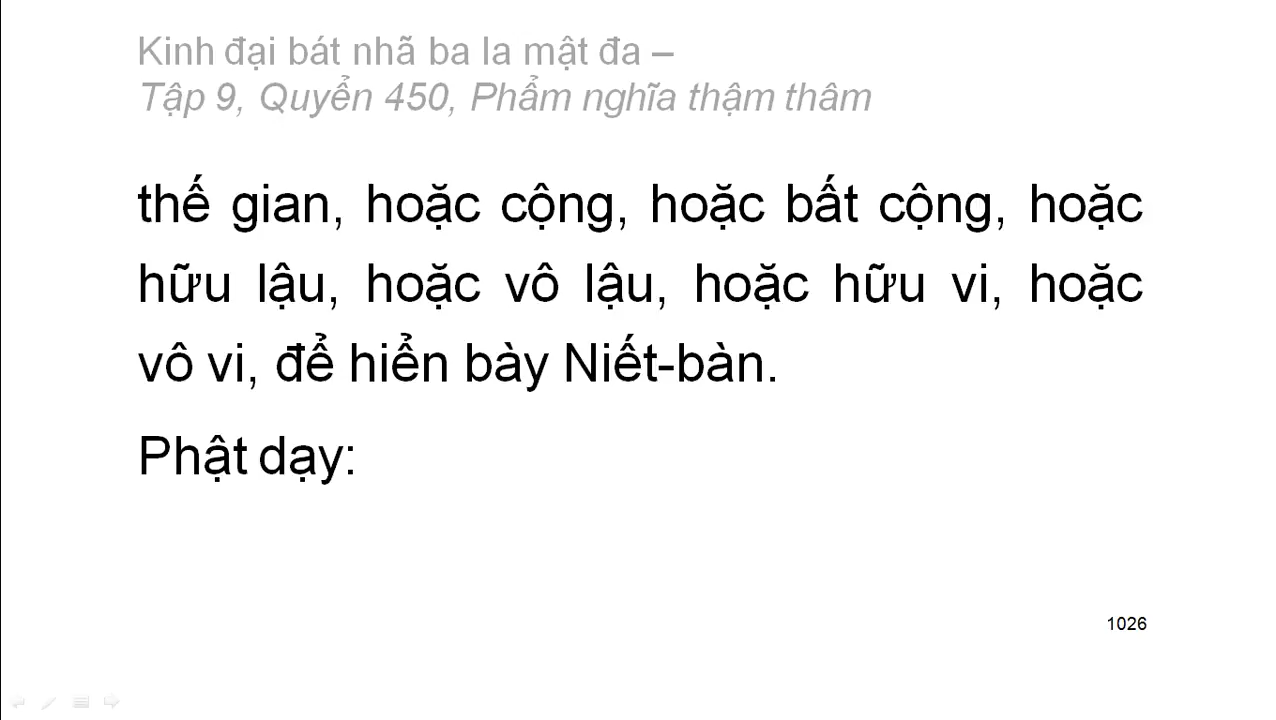 Kinh đại bát nhã ba la mật đa –
Tập 9, Quyển 450, Phẩm nghĩa thậm thâm
thế gian, hoặc cộng, hoặc bất cộng, hoặc
hữu lậu, hoặc vô lậu, hoặc hữu vi, hoặc
vô vi, để hiển bày Niết-bàn.
Phật dạy:
1026